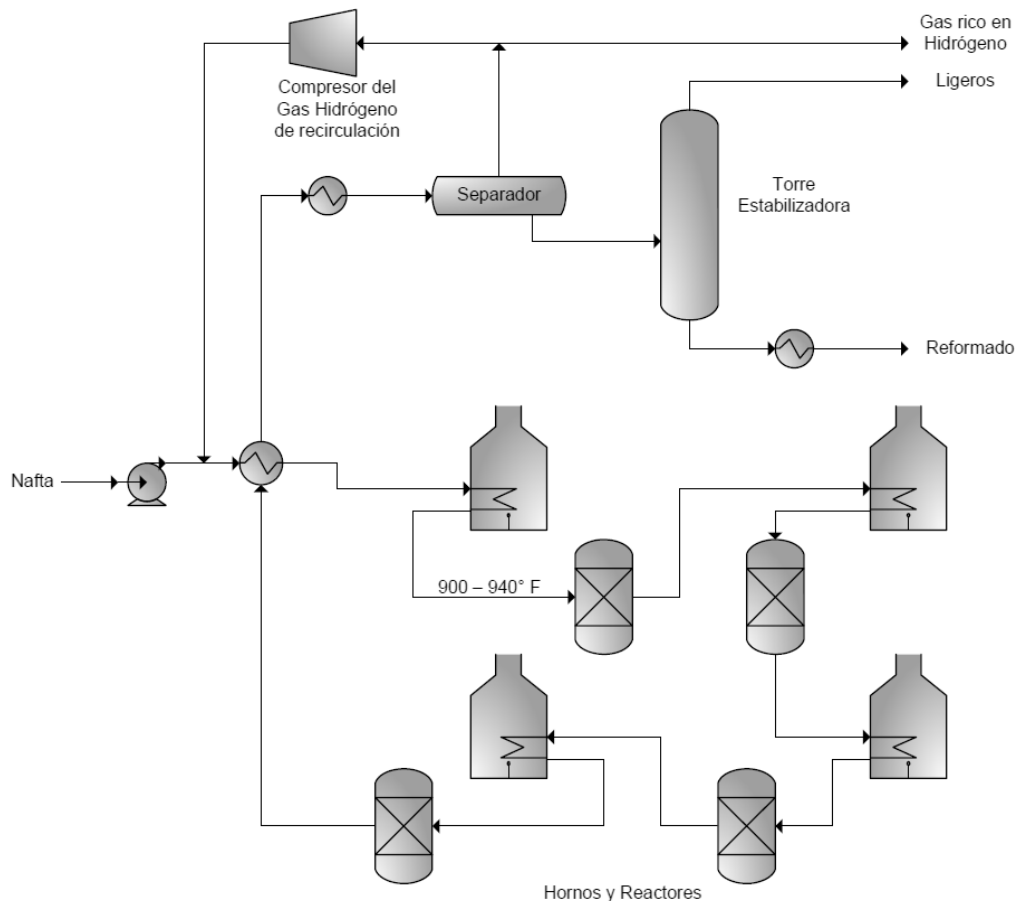 Gas rico en
Hidrógeno
Ligeros
Compresor del
Gas Hidrógeno
de recirculación
Separador
Torre
Estabilizadora
Reformado
Nafta
900 – 940° F
Hornos y Reactores